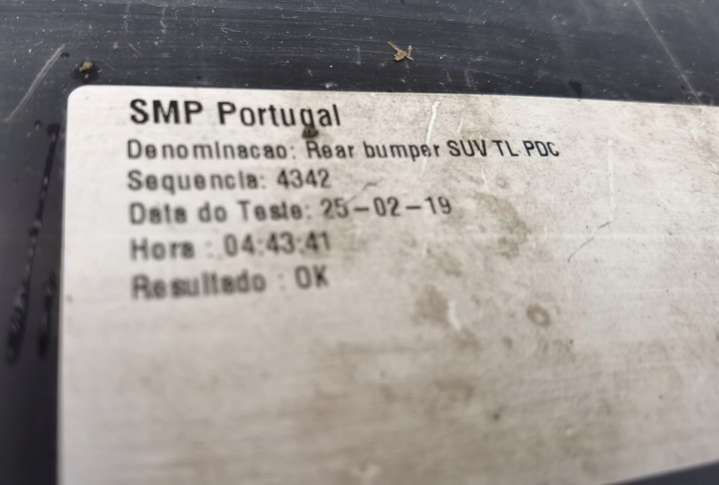 SMP Portugal
Denominacao: Rear bumper SUV TL PDC
Sequencia: 4342
Data do Teste: 25-02-19
Hora : 04:43:41
Resultado : OK